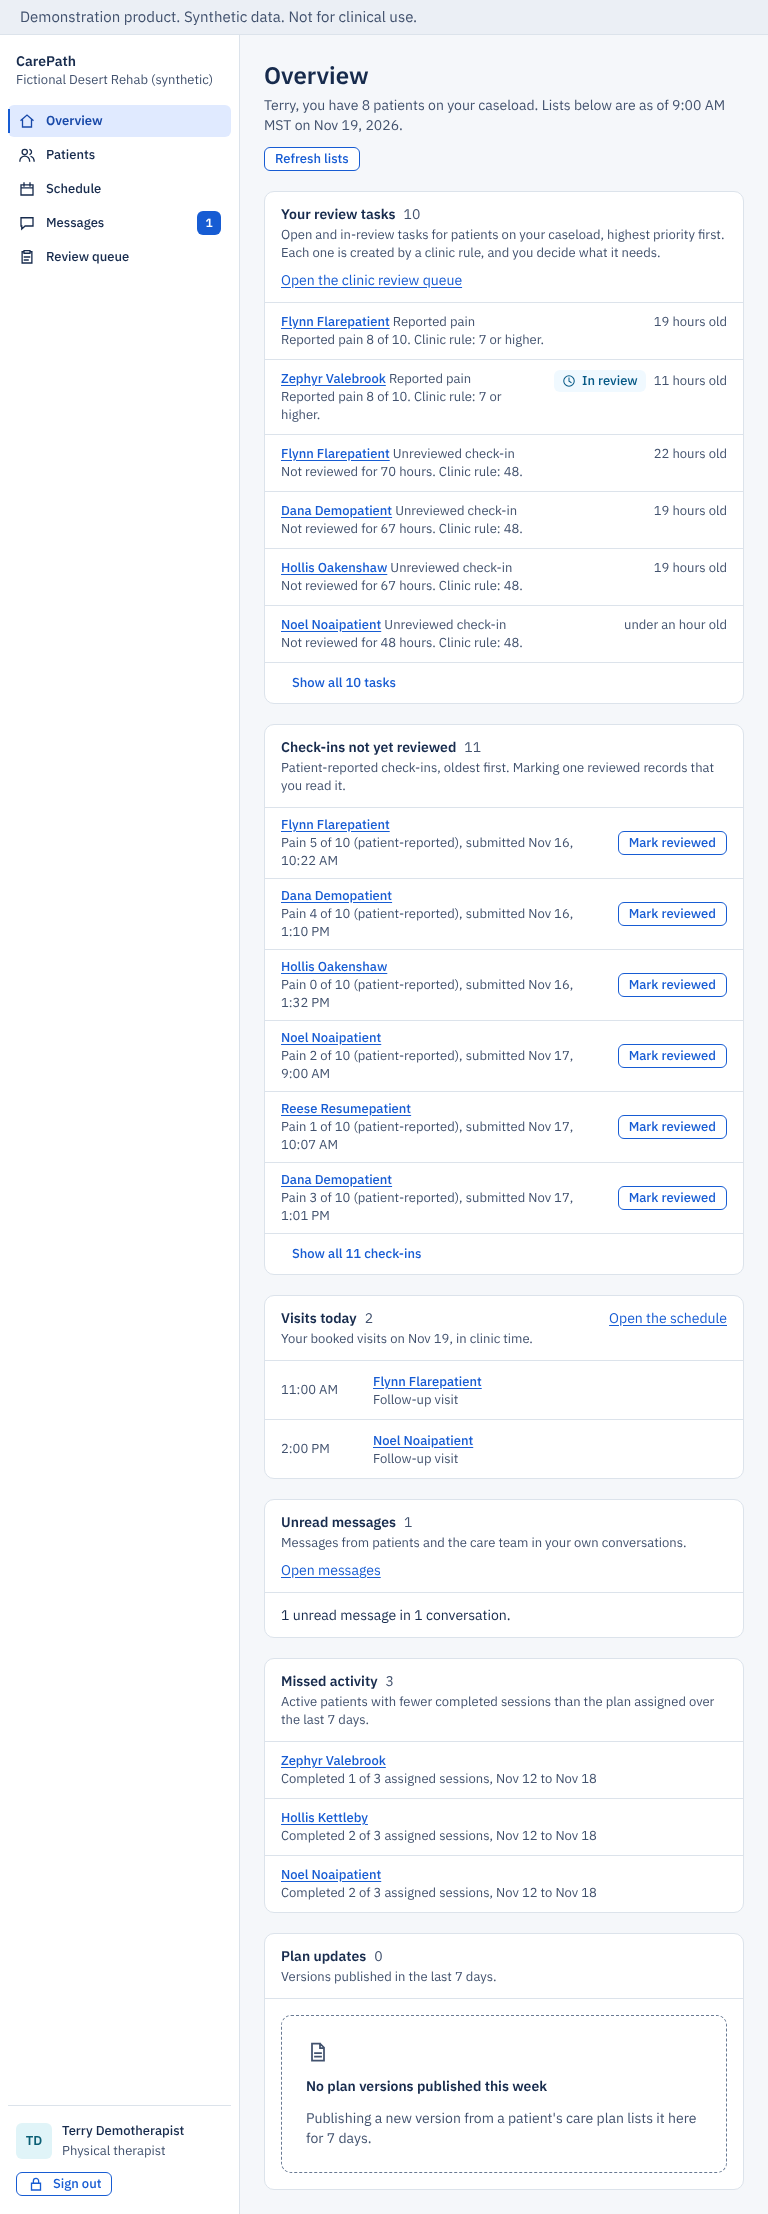 Demonstration product. Synthetic data. Not for clinical use.
CarePath
Fictional Desert Rehab (synthetic)
Overview
Patients
Schedule
Messages
1
Review queue
Terry Demotherapist
TD
Physical therapist
Sign out
Overview
Terry, you have 8 patients on your caseload. Lists below are as of 9:00 AM
MST on Nov 19, 2026.
Refresh lists
Your review tasks 10
Open and in-review tasks for patients on your caseload, highest priority first.
Each one is created by a clinic rule, and you decide what it needs.
Open the clinic review queue
Flynn Flarepatient Reported pain
19 hours old
Reported pain 8 of 10. Clinic rule: 7 or higher.
Zephyr Valebrook Reported pain
In review
11 hours old
Reported pain 8 of 10. Clinic rule: 7 or
higher.
Flynn Flarepatient Unreviewed check-in
22 hours old
Not reviewed for 70 hours. Clinic rule: 48.
Dana Demopatient Unreviewed check-in
19 hours old
Not reviewed for 67 hours. Clinic rule: 48.
Hollis Oakenshaw Unreviewed check-in
19 hours old
Not reviewed for 67 hours. Clinic rule: 48.
Noel Noaipatient Unreviewed check-in
under an hour old
Not reviewed for 48 hours. Clinic rule: 48.
Show all 10 tasks
Check-ins not yet reviewed 11
Patient-reported check-ins, oldest first. Marking one reviewed records that
you read it.
Flynn Flarepatient
Pain 5 of 10 (patient-reported), submitted Nov 16,
10:22 AM
Mark reviewed
Dana Demopatient
Pain 4 of 10 (patient-reported), submitted Nov 16,
1:10 PM
Mark reviewed
Hollis Oakenshaw
Pain 0 of 10 (patient-reported), submitted Nov 16,
1:32 PM
Mark reviewed
Noel Noaipatient
Pain 2 of 10 (patient-reported), submitted Nov 17,
9:00 AM
Mark reviewed
Reese Resumepatient
Pain 1 of 10 (patient-reported), submitted Nov 17,
10:07 AM
Mark reviewed
Dana Demopatient
Pain 3 of 10 (patient-reported), submitted Nov 17,
1:01 PM
Mark reviewed
Show all 11 check-ins
Visits today 2
Open the schedule
Your booked visits on Nov 19, in clinic time.
11:00 AM
Flynn Flarepatient
Follow-up visit
2:00 PM
Noel Noaipatient
Follow-up visit
Unread messages 1
Messages from patients and the care team in your own conversations.
Open messages
1 unread message in 1 conversation.
Missed activity 3
Active patients with fewer completed sessions than the plan assigned over
the last 7 days.
Zephyr Valebrook
Completed 1 of 3 assigned sessions, Nov 12 to Nov 18
Hollis Kettleby
Completed 2 of 3 assigned sessions, Nov 12 to Nov 18
Noel Noaipatient
Completed 2 of 3 assigned sessions, Nov 12 to Nov 18
Plan updates 0
Versions published in the last 7 days.
No plan versions published this week
Publishing a new version from a patient's care plan lists it here
for 7 days.